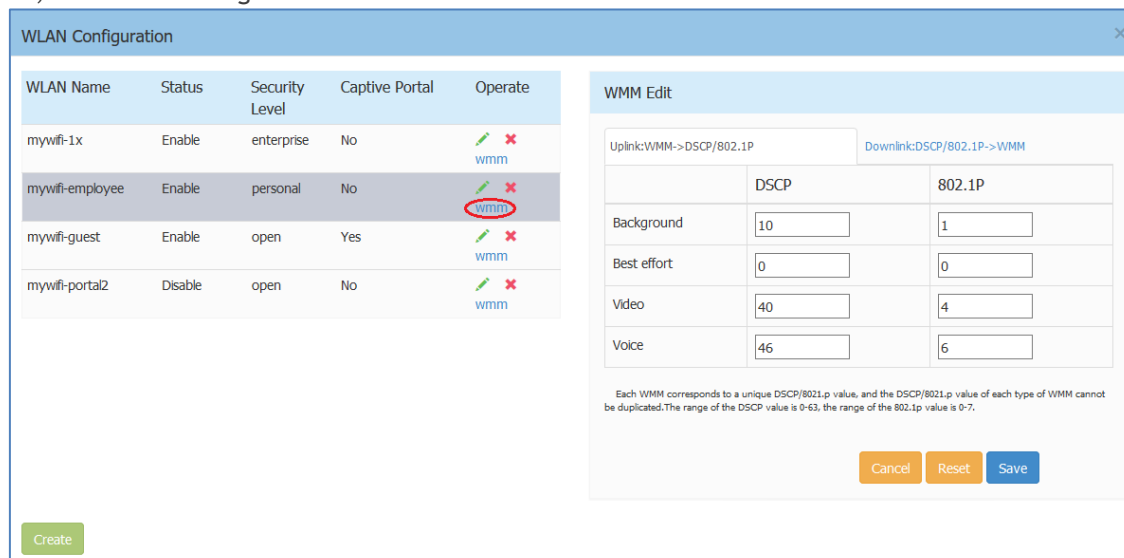 WLAN Configuration ×
WLAN Name Status Security Level Captive Portal Operate
mywifi-1x Enable enterprise No
wmm
mywifi-employee Enable personal No
wmm
mywifi-guest Enable open Yes
wmm
mywifi-portal2 Disable open No
wmm
Create
WMM Edit
Uplink:WMM->DSCP/802.1P Downlink:DSCP/802.1P->WMM
DSCP 802.1P
Background 10 1
Best effort 0 0
Video 40 4
Voice 46 6
Each WMM corresponds to a unique DSCP/8021.p value, and the DSCP/8021.p value of each type of WMM cannot
be duplicated.The range of the DSCP value is 0-63, the range of the 802.1p value is 0-7.
Cancel Reset Save